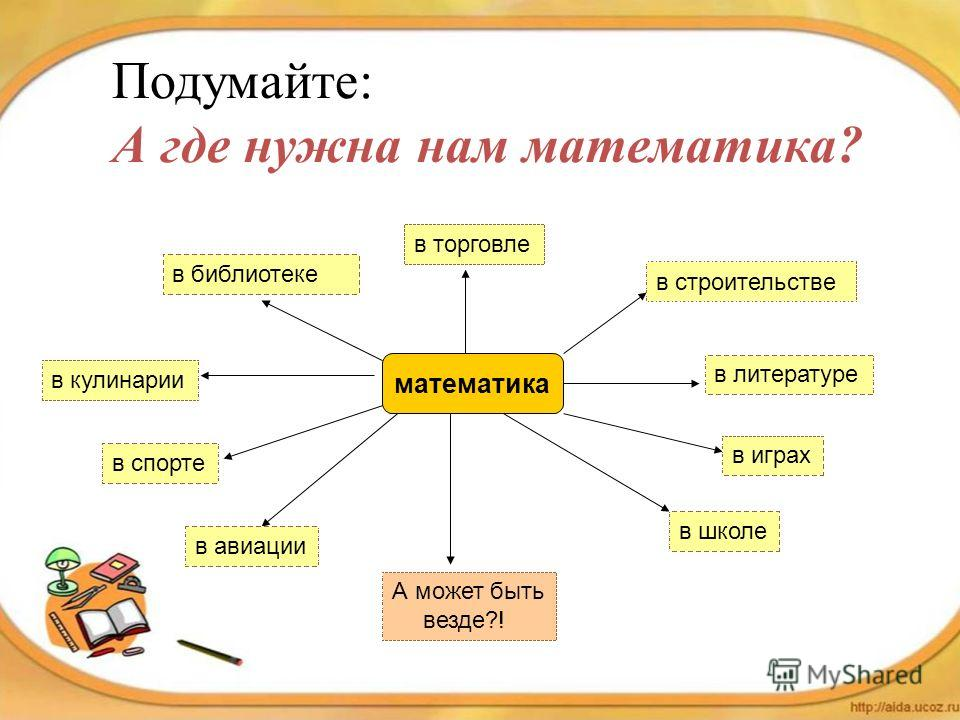 Подумайте:
А где нужна нам математика?
в торговле
в библиотеке
в строительстве
в кулинарии
математика
в литературе
в спорте
в играх
в авиации
в школе
А может быть
везде?!
MyShared
http://aida.ucoz.ru